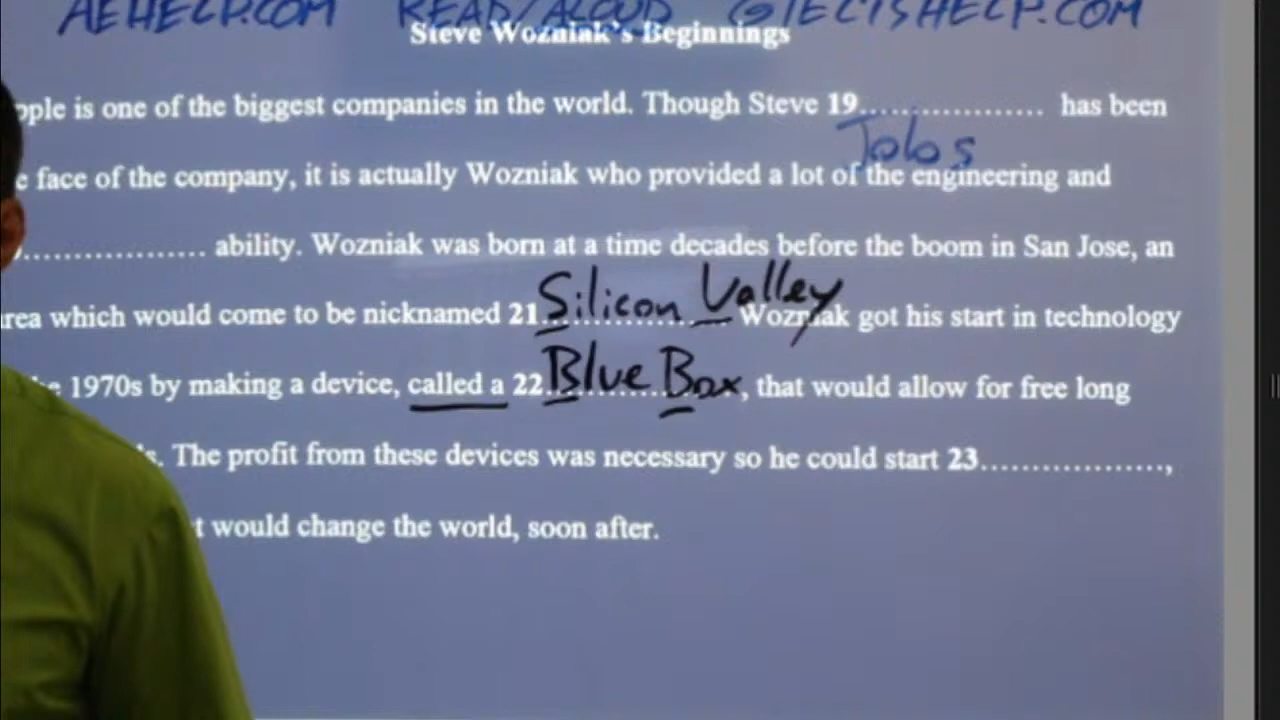 AEHELP.COM READ/ALOUD GIELTSHELP.COM
Steve Wozniak's Beginnings
pple is one of the biggest companies in the world. Though Steve 19.................. has been
Jobs
e face of the company, it is actually Wozniak who provided a lot of the engineering and
.................. ability. Wozniak was born at a time decades before the boom in San Jose, an
rea which would come to be nicknamed 21 Silicon Valley Wozniak got his start in technology
e 1970s by making a device, called a 22 Blue Box, that would allow for free long
s. The profit from these devices was necessary so he could start 23..................,
t would change the world, soon after.